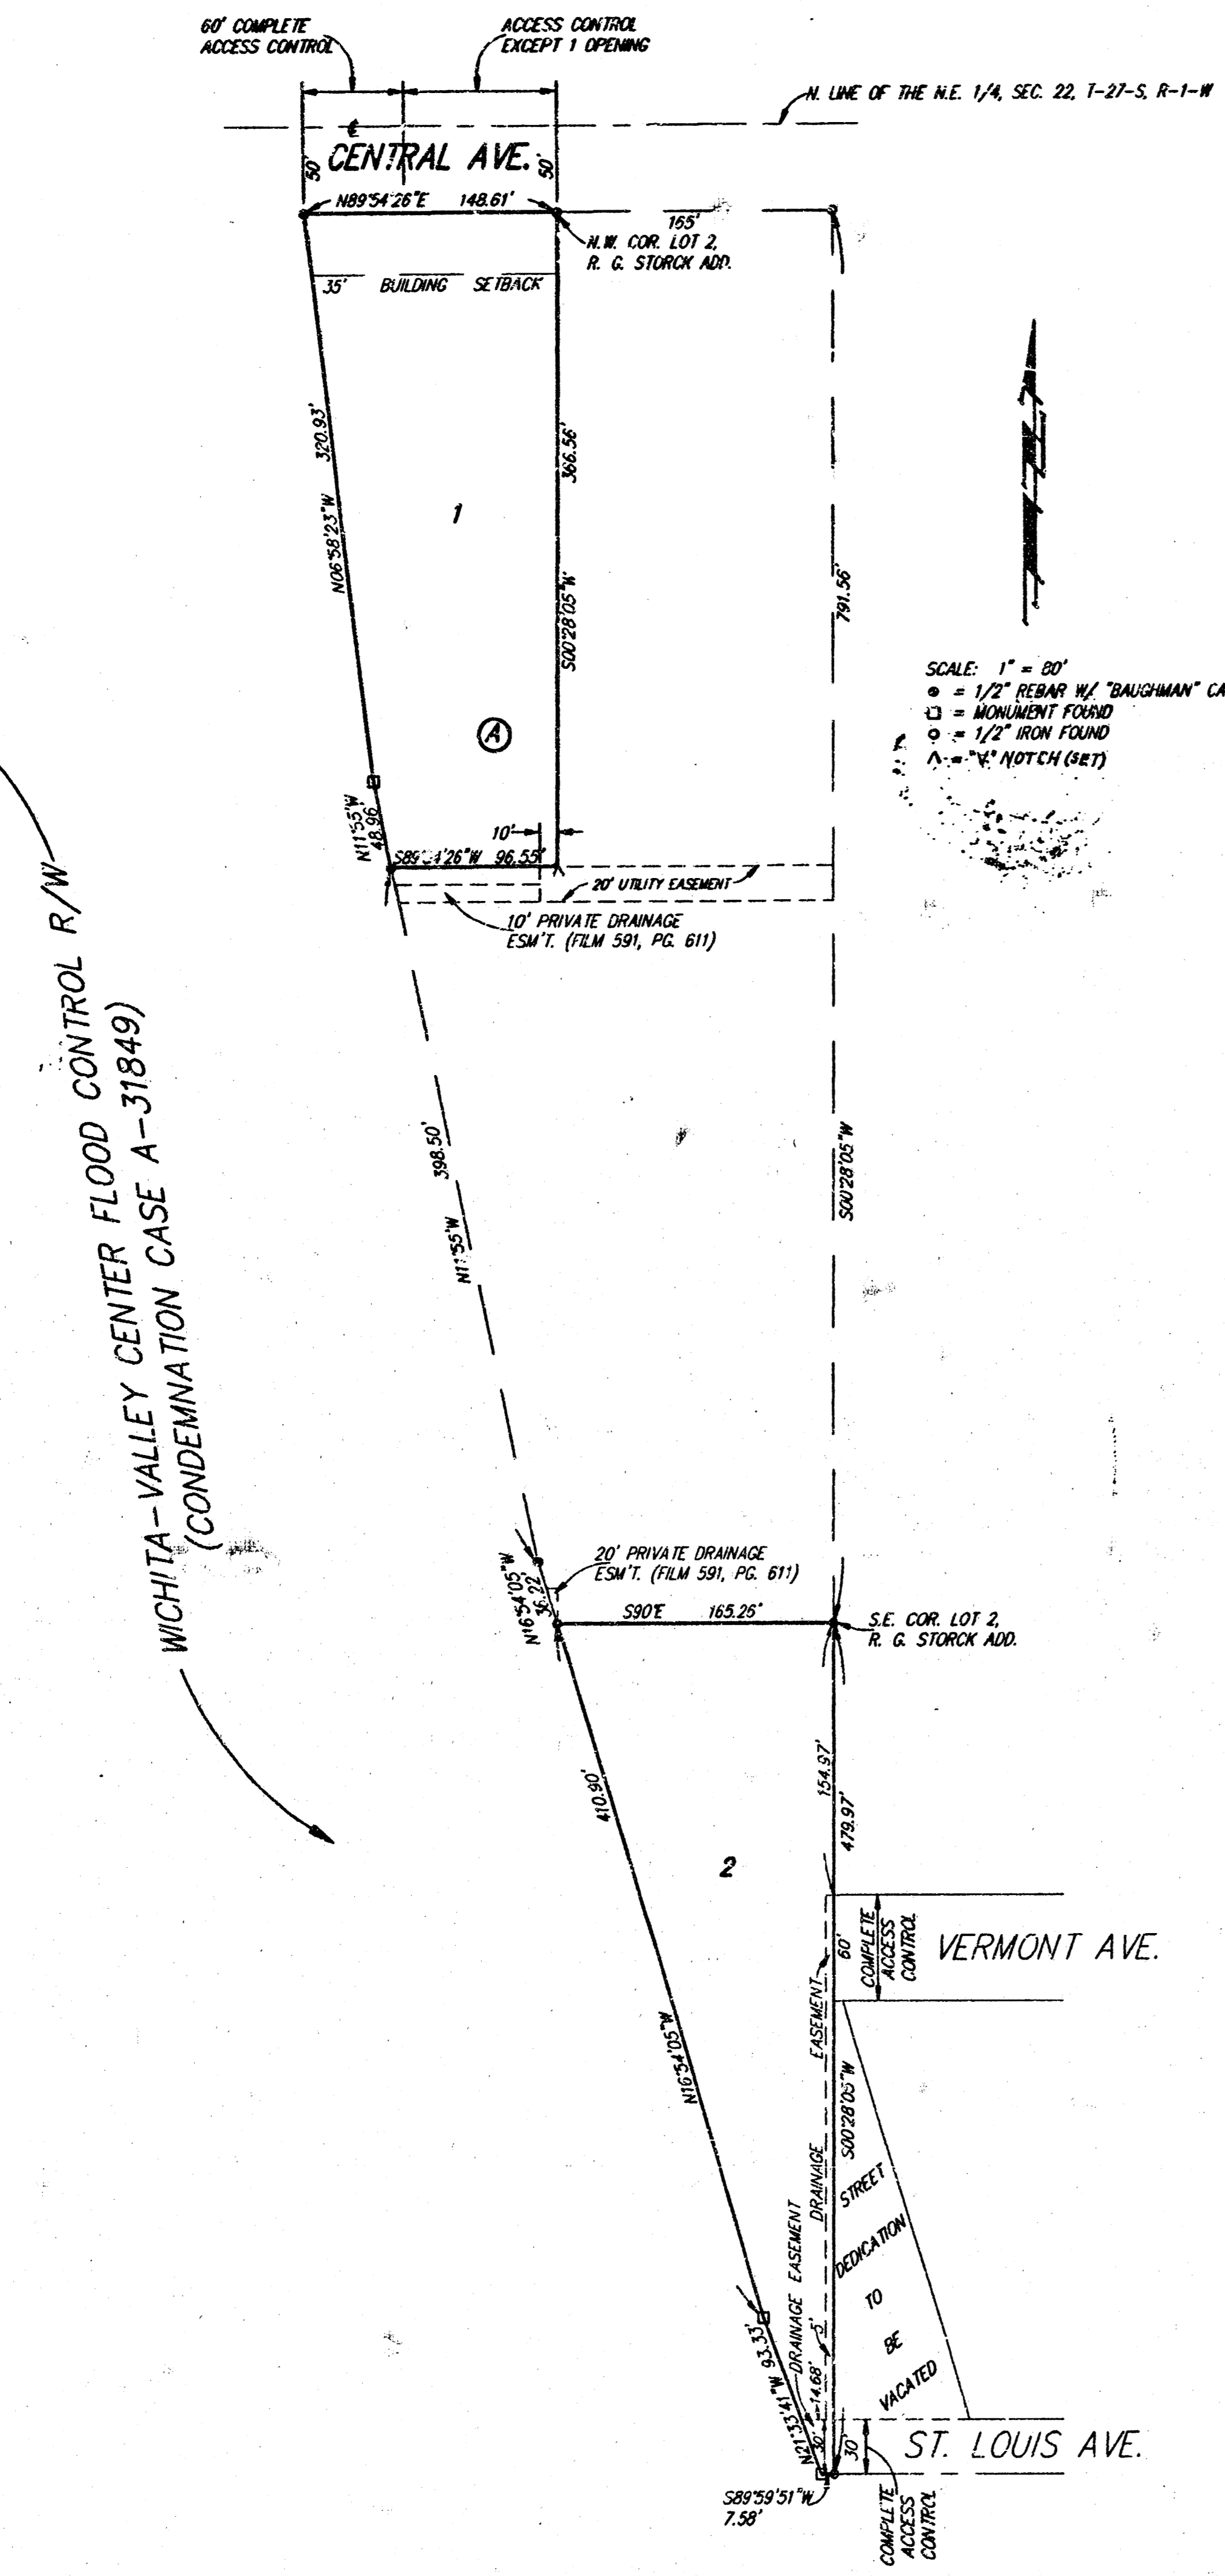 60' COMPLETE
ACCESS CONTROL
ACCESS CONTROL
EXCEPT 1 OPENING
N. LINE OF THE N.E. 1/4, SEC. 22, T-27-S, R-1-W
50'
CENTRAL AVE.
50'
N89°54'26"E 148.61'
165'
N.W. COR. LOT 2,
R. G. STORCK ADD.
35' BUILDING SETBACK
320.93'
N06°58'23"W
366.56'
S00°28'05"W
1
791.56'
SCALE: 1" = 80'
= 1/2" REBAR W/ "BAUGHMAN" CA
= MONUMENT FOUND
= 1/2" IRON FOUND
= "V" NOTCH (SET)
A
N11°55'W
48.96'
10'
S89°54'26"W 96.55'
20' UTILITY EASEMENT
10' PRIVATE DRAINAGE
ESM'T. (FILM 591, PG. 611)
WICHITA-VALLEY CENTER FLOOD CONTROL R/W
(CONDEMNATION CASE A-31849)
398.50'
N11°55'W
S00°28'05"W
20' PRIVATE DRAINAGE
ESM'T. (FILM 591, PG. 611)
N16°54'05"W
36.22'
S90°E 165.26'
S.E. COR. LOT 2,
R. G. STORCK ADD.
410.90'
154.97'
479.97'
2
60'
COMPLETE
ACCESS
CONTROL
VERMONT AVE.
N16°54'05"W
DRAINAGE EASEMENT
S00°28'05"W
STREET
DEDICATION
TO
BE
VACATED
DRAINAGE EASEMENT
5'
14.68'
93.33'
N21°33'41"W
30'
30'
ST. LOUIS AVE.
S89°59'51"W
7.58'
COMPLETE
ACCESS
CONTROL